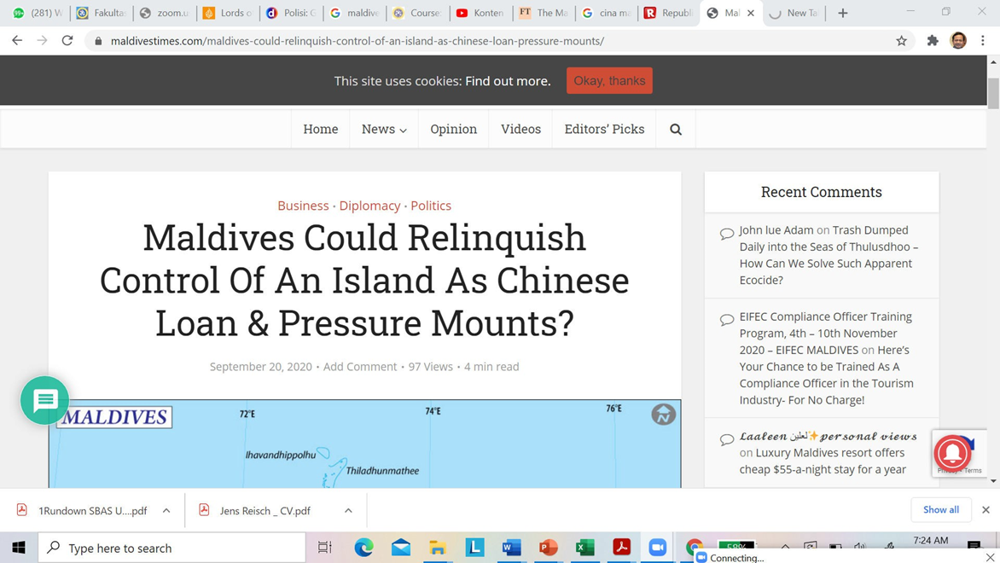 (281) W
Fakulta
zoom.u
Lords o
Polisi: G
maldive
Course:
Konten
The Ma
cina ma
Republ
Mal
New Ta
maldivestimes.com/maldives-could-relinquish-control-of-an-island-as-chinese-loan-pressure-mounts/
This site uses cookies: Find out more.
Okay, thanks
Home
News
Opinion
Videos
Editors’ Picks
Business · Diplomacy · Politics
Maldives Could Relinquish
Control Of An Island As Chinese
Loan & Pressure Mounts?
September 20, 2020 • Add Comment • 97 Views • 4 min read
MALDIVES
72°E
74°E
76°E
N
Ihavandhippolhu
Thiladhunmathee
Recent Comments
John lue Adam on Trash Dumped
Daily into the Seas of Thulusdhoo –
How Can We Solve Such Apparent
Ecocide?
EIFEC Compliance Officer Training
Program, 4th – 10th November
2020 – EIFEC MALDIVES on Here’s
Your Chance to be Trained As A
Compliance Officer in the Tourism
Industry- For No Charge!
𝓛𝓪𝓪𝓵𝓮𝓮𝓷 لعلين✨𝓹𝓮𝓻𝓼𝓸𝓷𝓪𝓵 𝓿𝓲𝓮𝔀𝓼
on Luxury Maldives resort offers
cheap $55-a-night stay for a year
Privacy - Terms
1Rundown SBAS U....pdf
Jens Reisch _ CV.pdf
Show all
Type here to search
58%
7:24 AM
Connecting...